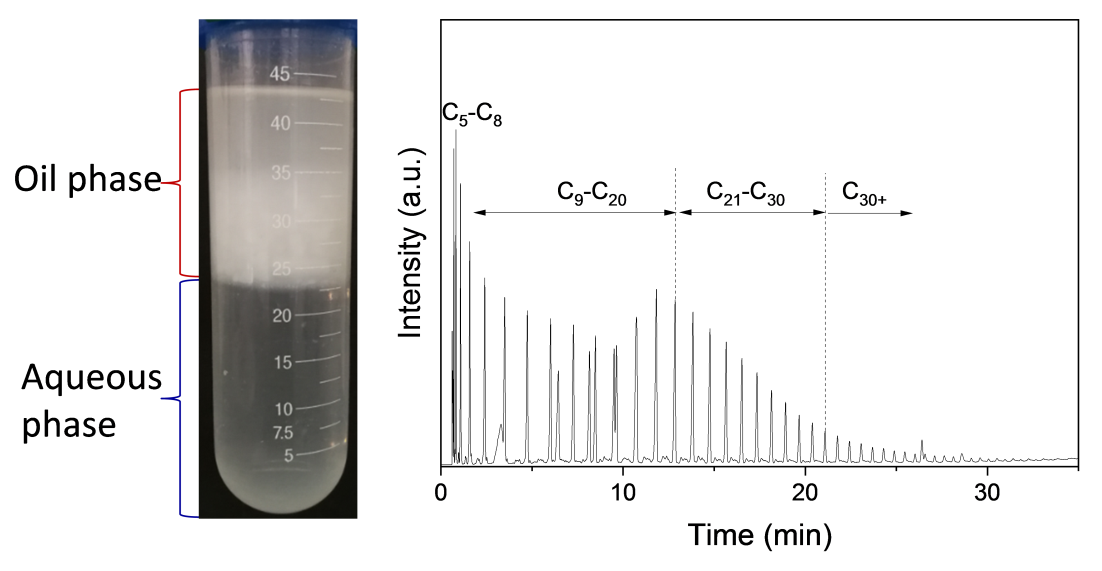 Oil phase
Aqueous
phase
45
40
35
30
25
20
15
10
7.5
5
C₅-C₈
C₉-C₂₀
C₂₁-C₃₀
C₃₀₊
Intensity (a.u.)
0
10
20
30
Time (min)